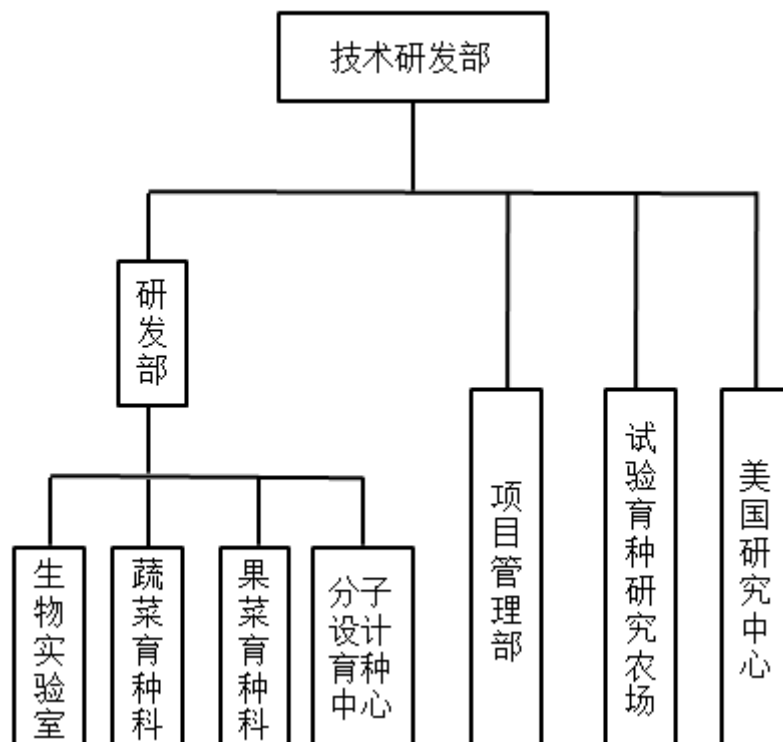 技术研发部
研发部
生物实验室
蔬菜育种科
果菜育种科
分子设计育种中心
项目管理部
试验育种研究农场
美国研究中心